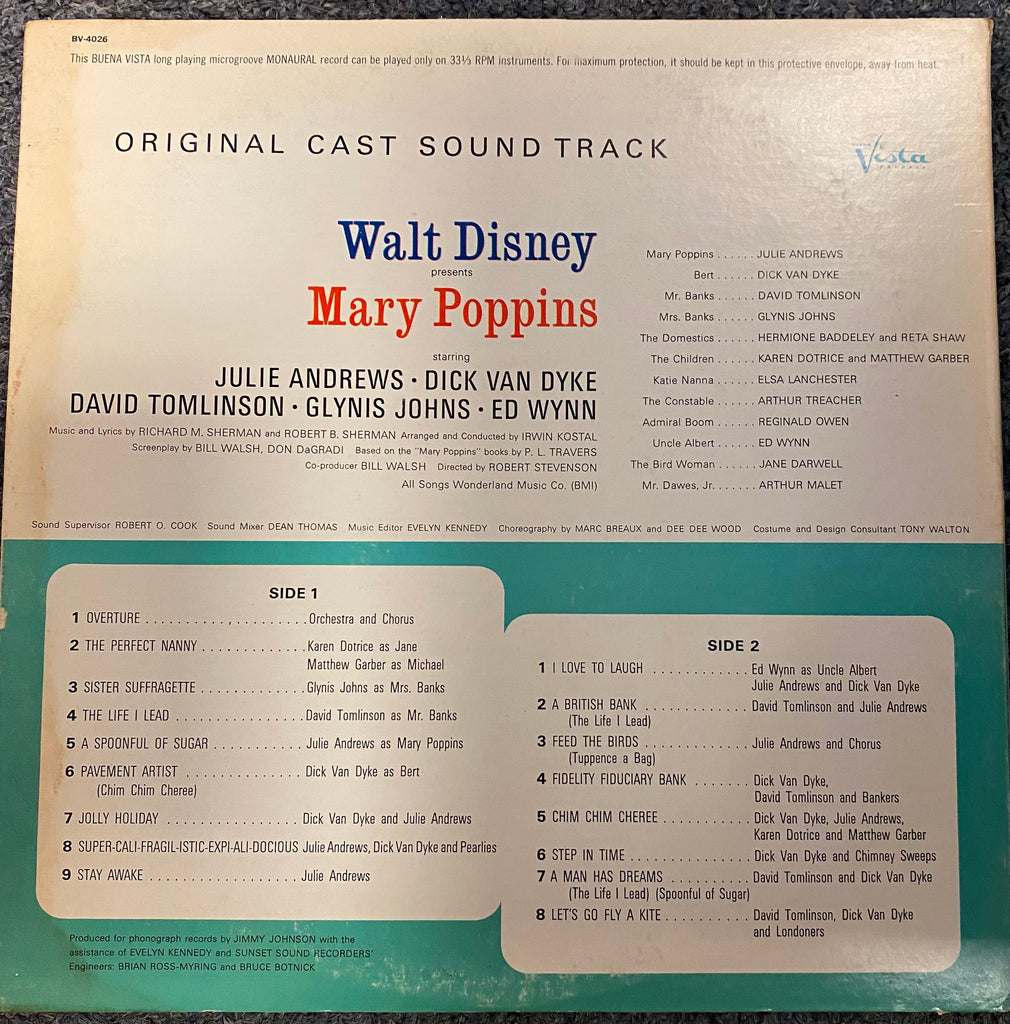 BV-4026
This BUENA VISTA long playing microgroove MONAURAL record can be played only on 33⅓ RPM instruments. For maximum protection, it should be kept in this protective envelope, away from heat.
ORIGINAL CAST SOUND TRACK
Vista
Walt Disney
presents
Mary Poppins
starring
JULIE ANDREWS • DICK VAN DYKE
DAVID TOMLINSON • GLYNIS JOHNS • ED WYNN
Music and Lyrics by RICHARD M. SHERMAN and ROBERT B. SHERMAN Arranged and Conducted by IRWIN KOSTAL
Screenplay by BILL WALSH, DON DaGRADI Based on the "Mary Poppins" books by P. L. TRAVERS
Co-producer BILL WALSH Directed by ROBERT STEVENSON
All Songs Wonderland Music Co. (BMI)
Mary Poppins . . . . . . JULIE ANDREWS
Bert . . . . . . DICK VAN DYKE
Mr. Banks . . . . . . DAVID TOMLINSON
Mrs. Banks . . . . . . GLYNIS JOHNS
The Domestics . . . . . . HERMIONE BADDELEY and RETA SHAW
The Children . . . . . . KAREN DOTRICE and MATTHEW GARBER
Katie Nanna . . . . . . ELSA LANCHESTER
The Constable . . . . . . ARTHUR TREACHER
Admiral Boom . . . . . . REGINALD OWEN
Uncle Albert . . . . . . ED WYNN
The Bird Woman . . . . . . JANE DARWELL
Mr. Dawes, Jr. . . . . . . ARTHUR MALET
Sound Supervisor ROBERT O. COOK Sound Mixer DEAN THOMAS Music Editor EVELYN KENNEDY Choreography by MARC BREAUX and DEE DEE WOOD Costume and Design Consultant TONY WALTON
SIDE 1
1 OVERTURE . . . . . . . . . . . . . . . . . . . . Orchestra and Chorus
2 THE PERFECT NANNY . . . . . . . . . . . . . Karen Dotrice as Jane
Matthew Garber as Michael
3 SISTER SUFFRAGETTE . . . . . . . . . . . . . Glynis Johns as Mrs. Banks
4 THE LIFE I LEAD . . . . . . . . . . . . . . . . David Tomlinson as Mr. Banks
5 A SPOONFUL OF SUGAR . . . . . . . . . . . Julie Andrews as Mary Poppins
6 PAVEMENT ARTIST . . . . . . . . . . . . . . Dick Van Dyke as Bert
(Chim Chim Cheree)
7 JOLLY HOLIDAY . . . . . . . . . . . . . . . . Dick Van Dyke and Julie Andrews
8 SUPER-CALI-FRAGIL-ISTIC-EXPI-ALI-DOCIOUS Julie Andrews, Dick Van Dyke and Pearlies
9 STAY AWAKE . . . . . . . . . . . . . . . . . . Julie Andrews
SIDE 2
1 I LOVE TO LAUGH . . . . . . . . . . . . Ed Wynn as Uncle Albert
Julie Andrews and Dick Van Dyke
2 A BRITISH BANK . . . . . . . . . . . . . David Tomlinson and Julie Andrews
(The Life I Lead)
3 FEED THE BIRDS . . . . . . . . . . . . . Julie Andrews and Chorus
(Tuppence a Bag)
4 FIDELITY FIDUCIARY BANK . . . . . . . Dick Van Dyke,
David Tomlinson and Bankers
5 CHIM CHIM CHEREE . . . . . . . . . . . Dick Van Dyke, Julie Andrews,
Karen Dotrice and Matthew Garber
6 STEP IN TIME . . . . . . . . . . . . . . . Dick Van Dyke and Chimney Sweeps
7 A MAN HAS DREAMS . . . . . . . . . . David Tomlinson and Dick Van Dyke
(The Life I Lead) (Spoonful of Sugar)
8 LET'S GO FLY A KITE . . . . . . . . . . David Tomlinson, Dick Van Dyke
and Londoners
Produced for phonograph records by JIMMY JOHNSON with the
assistance of EVELYN KENNEDY and SUNSET SOUND RECORDERS'
Engineers: BRIAN ROSS-MYRING and BRUCE BOTNICK